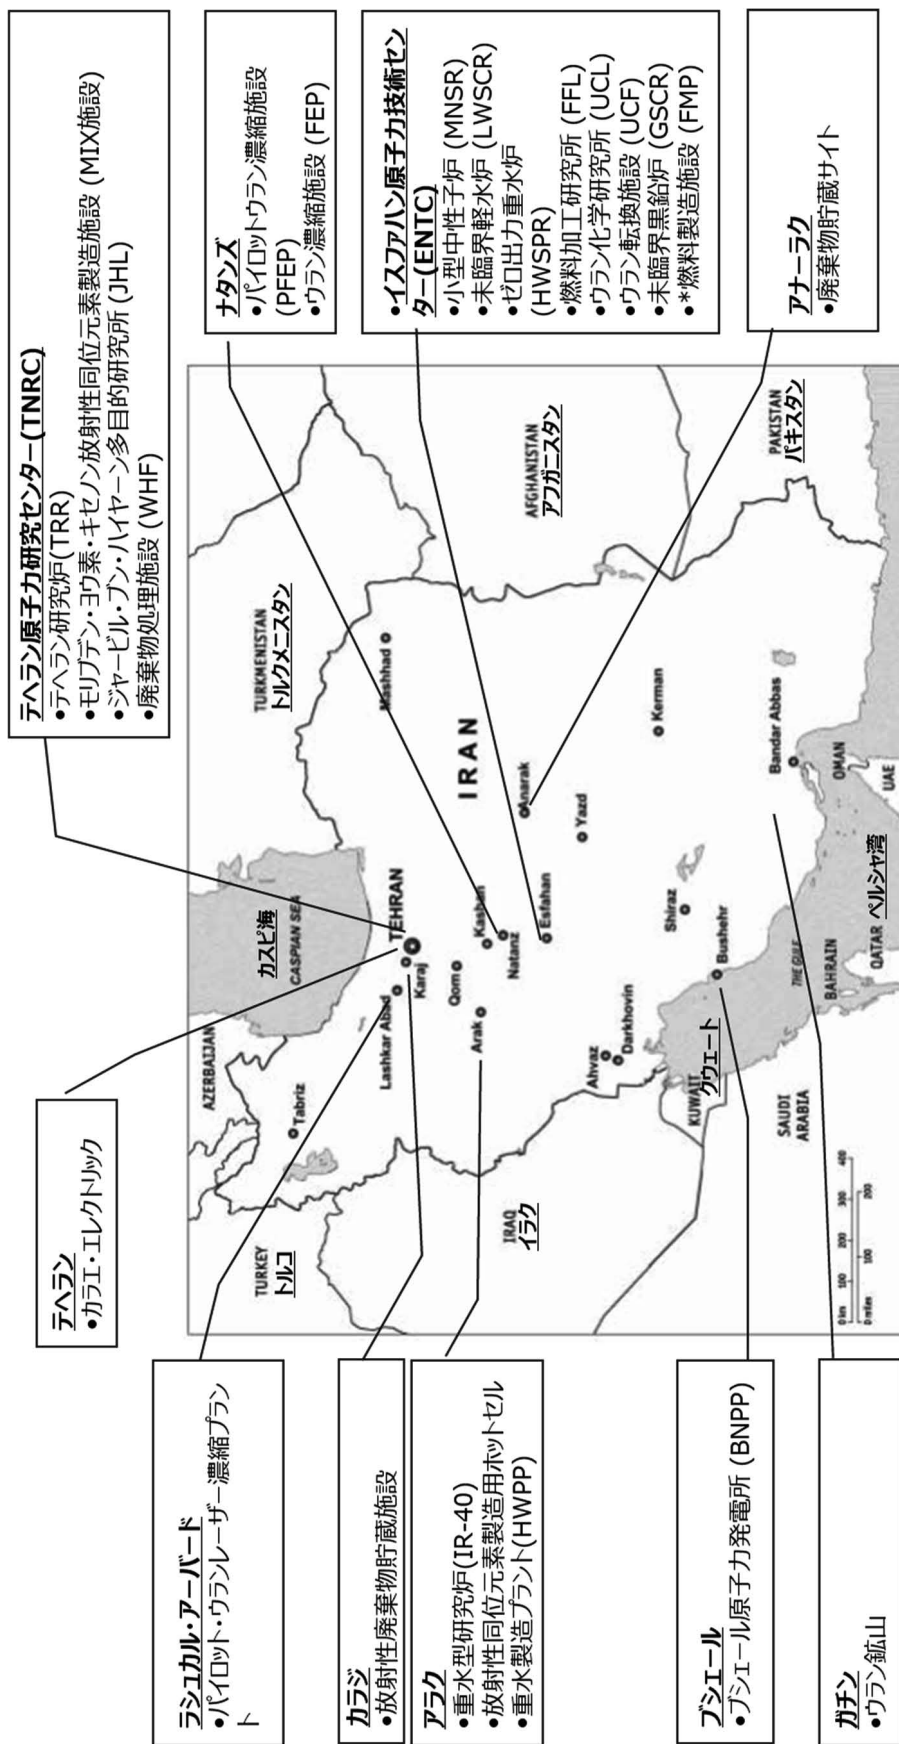 テヘラン
•カラエ・エレクトリック
テヘラン原子力研究センター(TNRC)
•テヘラン研究炉(TRR)
•モリブデン・ヨウ素・キセノン放射性同位元素製造施設 (MIX施設)
•ジャービル・ブン・ハイヤーン多目的研究所 (JHL)
•廃棄物処理施設 (WHF)
ラシュカル・アーバード
•パイロット・ウランレーザー濃縮プラン
ト
カラジ
•放射性廃棄物貯蔵施設
アラク
•重水型研究炉(IR-40)
•放射性同位元素製造用ホットセル
•重水製造プラント(HWPP)
ブシェール
•ブシェール原子力発電所 (BNPP)
ガチン
•ウラン鉱山
ナタンズ
•パイロットウラン濃縮施設
(PFEP)
•ウラン濃縮施設 (FEP)
•イスファハン原子力技術セン
ター(ENTC)
•小型中性子炉 (MNSR)
•未臨界軽水炉 (LWSCR)
•ゼロ出力重水炉
(HWSPR)
•燃料加工研究所 (FFL)
•ウラン化学研究所 (UCL)
•ウラン転換施設 (UCF)
•未臨界黒鉛炉 (GSCR)
•*燃料製造施設 (FMP)
アナーラク
•廃棄物貯蔵サイト
AZERBAIJAN
カスピ海
CASPIAN SEA
TURKEY
トルコ
TURKMENISTAN
トルクメニスタン
Tabriz
Lashkar Abad
Karaj
TEHRAN
Mashhad
Qom
Arak
Kashan
Natanz
IRAN
Esfahan
Anarak
IRAQ
イラク
AFGHANISTAN
アフガニスタン
Yazd
Ahvaz
Darkhovin
Kerman
Shiraz
Bushehr
KUWAIT
クウェート
PAKISTAN
パキスタン
Bandar Abbas
THE GULF
SAUDI
ARABIA
BAHRAIN
OMAN
QATAR
ペルシャ湾
UAE
0 km 100 200 300 400
0 miles 100 200